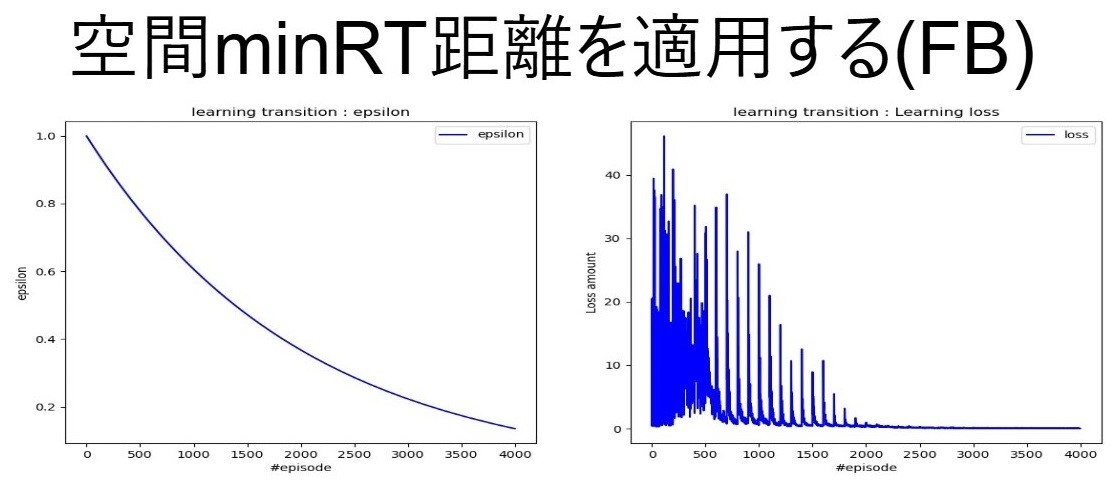 空間minRT距離を適用する(FB)
learning transition : epsilon
epsilon
1.0
0.8
0.6
0.4
0.2
epsilon
0 500 1000 1500 2000 2500 3000 3500 4000
#episode
learning transition : Learning loss
loss
40
30
20
10
0
Loss amount
0 500 1000 1500 2000 2500 3000 3500 4000
#episode